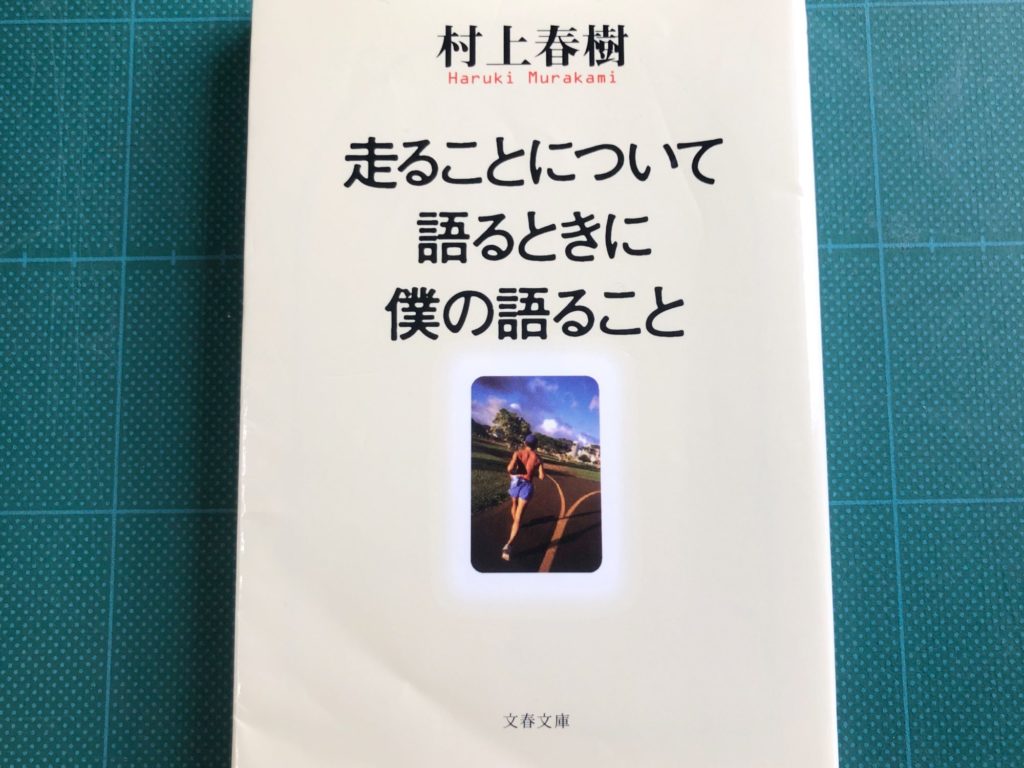 村上春樹
Haruki Murakami
走ることについて
語るときに
僕の語ること
文春文庫